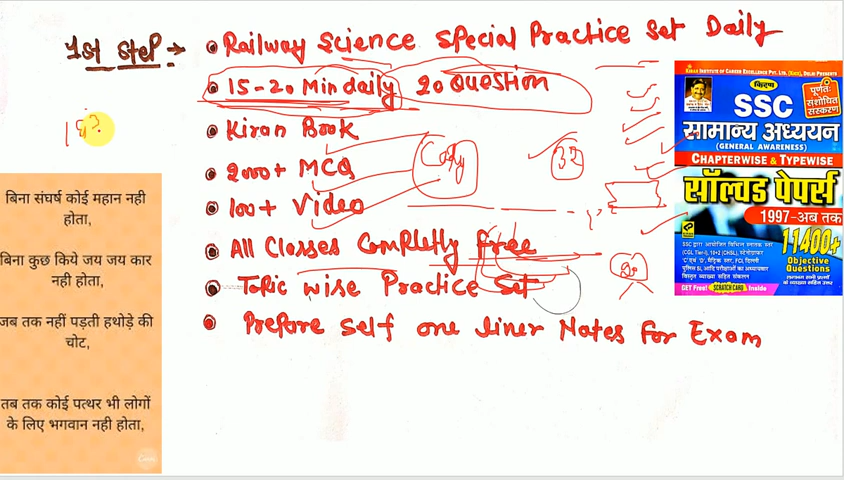 1st Step :→ • Railway Science Special Practice Set Daily
• 15-20 Min daily 20 QUESTION
• Kiran Book
• 2000+ MCQ
• 100+ Video
• All Classes Completly free
• Topic wise Practice Set
• Prepare Self one liner Notes for Exam
Copy
बिना संघर्ष कोई महान नही
होता,
बिना कुछ किये जय जय कार
नही होता,
जब तक नहीं पड़ती हथोड़े की
चोट,
तब तक कोई पत्थर भी लोगों
के लिए भगवान नही होता,
KIRAN INSTITUTE OF CAREER EXCELLENCE PVT. LTD. (KICX), DELHI PRESENTS
किरण
पूर्णतः
संशोधित
संस्करण
SSC
सामान्य अध्ययन
(GENERAL AWARENESS)
CHAPTERWISE & TYPEWISE
सॉल्वड पेपर्स
1997-अब तक
11400+
Objective
Questions
GET Free! SCRATCH CARD Inside